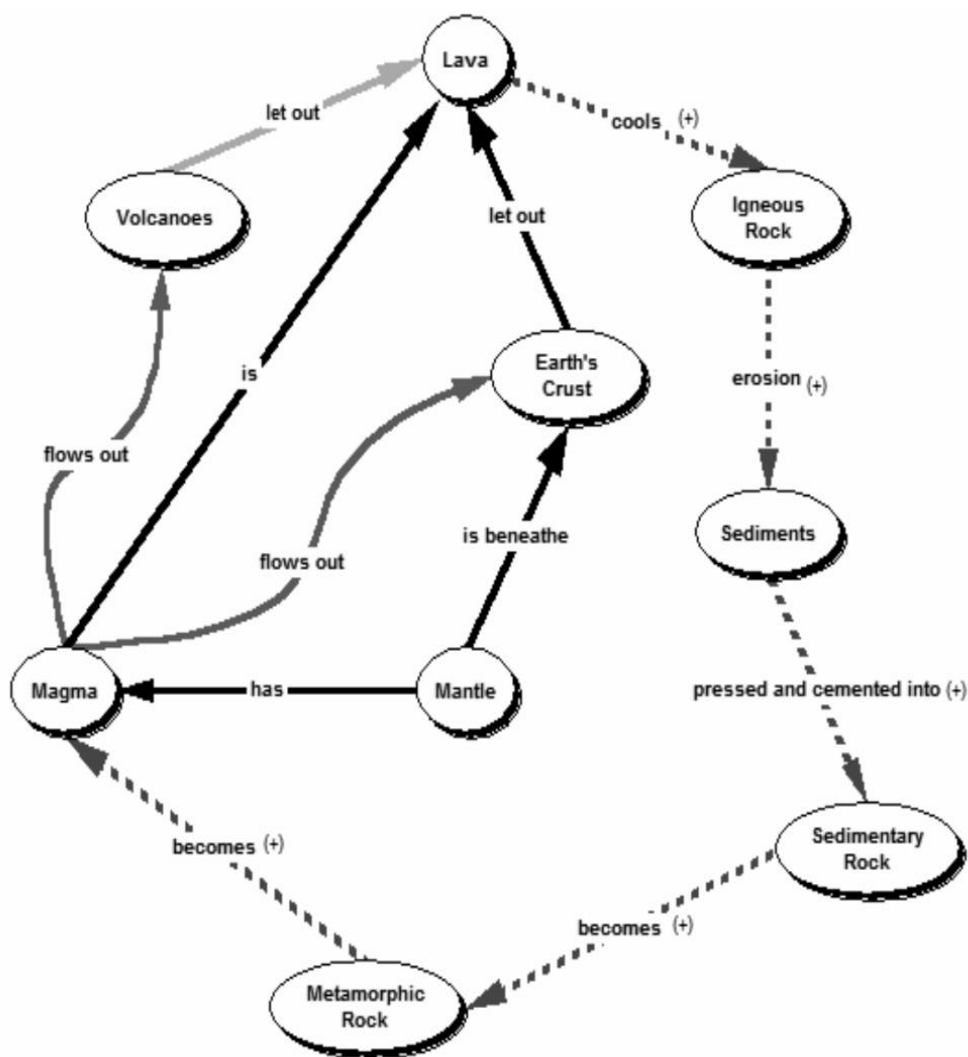 Lava
let out
cools (+)
Volcanoes
Igneous
Rock
let out
is
Earth's
Crust
erosion (+)
flows out
Sediments
is beneathe
flows out
Magma
has
Mantle
pressed and cemented into (+)
becomes (+)
Sedimentary
Rock
becomes (+)
Metamorphic
Rock